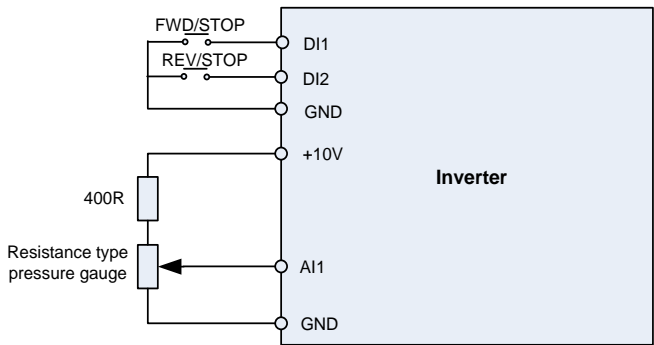 FWD/STOP
DI1
REV/STOP
DI2
GND
+10V
Inverter
400R
Resistance type
pressure gauge
AI1
GND